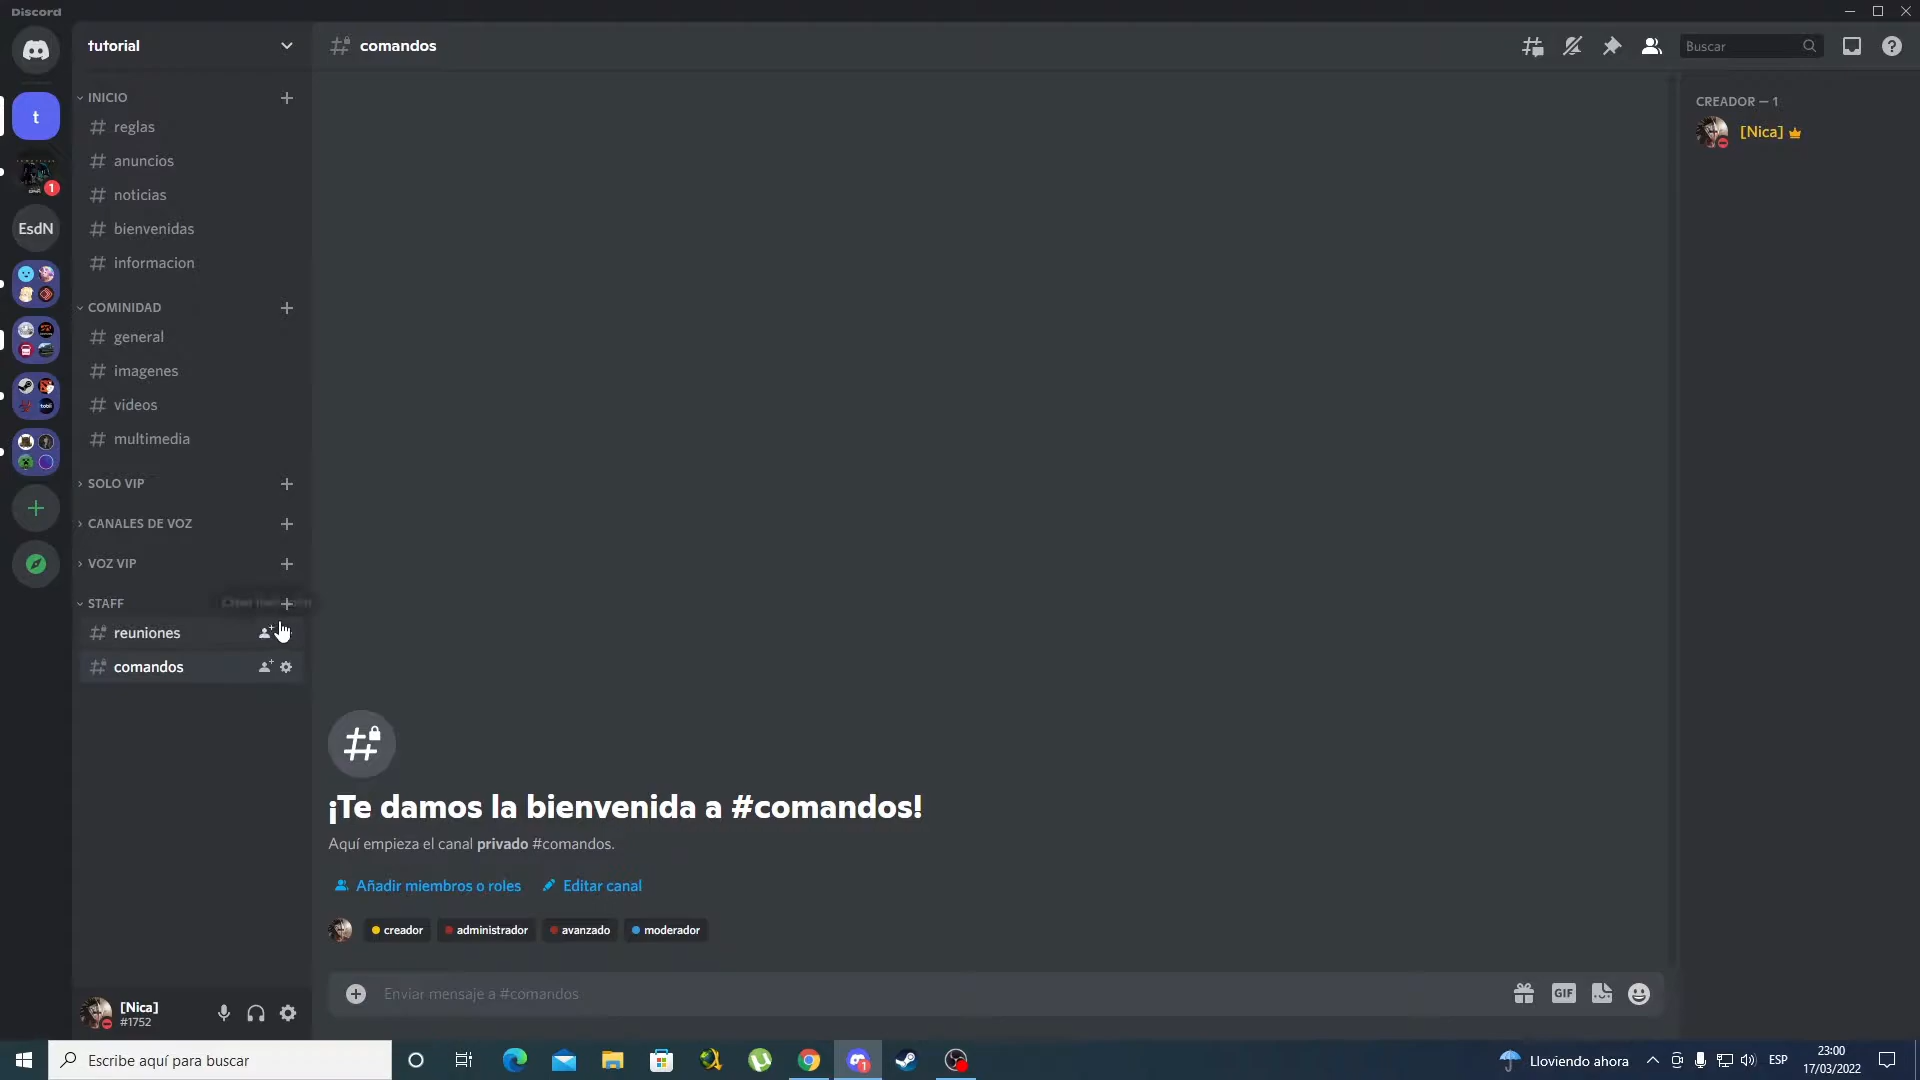 Discord
tutorial
comandos
Buscar
t
1
EsdN
INICIO
reglas
anuncios
noticias
bienvenidas
informacion
COMINIDAD
general
imagenes
videos
multimedia
SOLO VIP
CANALES DE VOZ
VOZ VIP
STAFF
reuniones
comandos
CREADOR — 1
[Nica]
¡Te damos la bienvenida a #comandos!
Aquí empieza el canal privado #comandos.
Añadir miembros o roles
Editar canal
creador
administrador
avanzado
moderador
Enviar mensaje a #comandos
GIF
[Nica]
#1752
Escribe aquí para buscar
1
Lloviendo ahora
ESP
23:00
17/03/2022